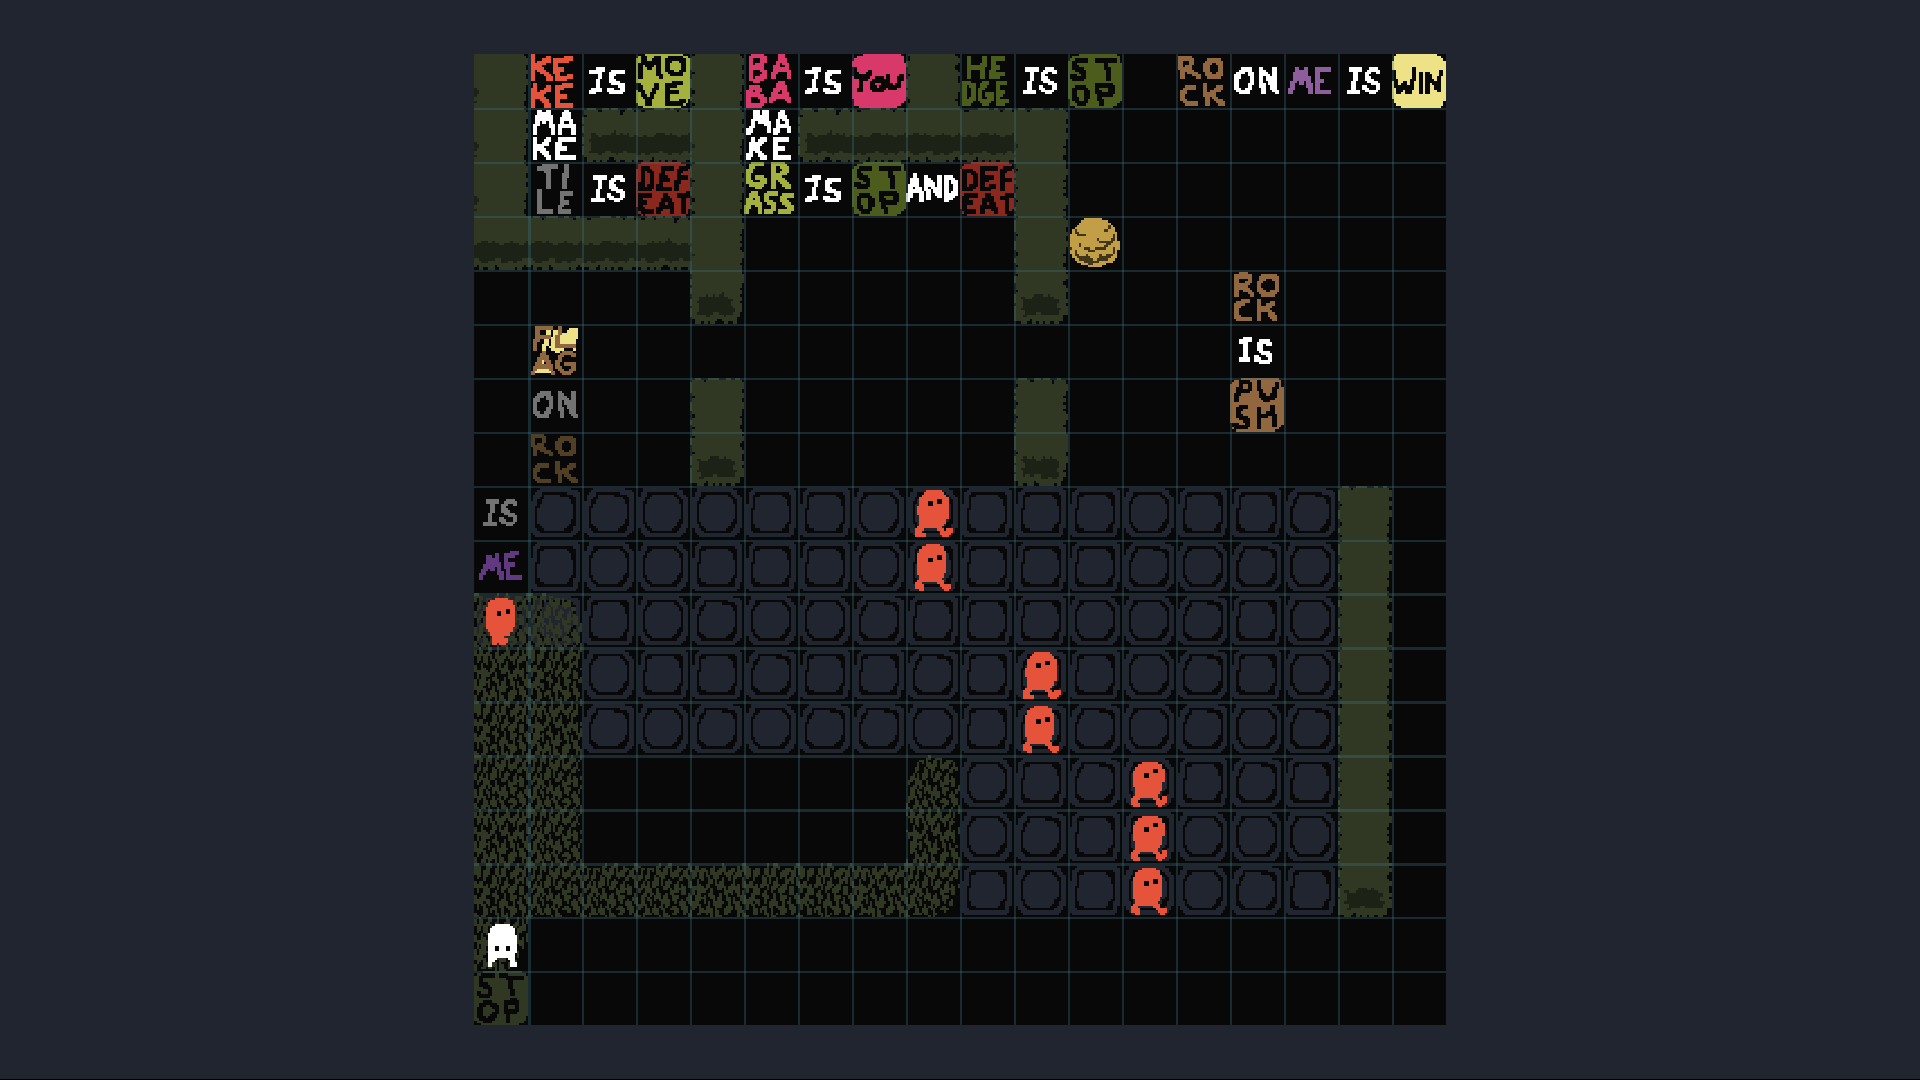 KEKE IS MOVE BABA IS YOU HEDGE IS STOP ROCK ON ME IS WIN
MAKE MAKE
TILE IS DEFEAT GRASS IS STOP AND DEFEAT
ROCK
FLAG IS
ON PUSH
ROCK
IS
ME
STOP